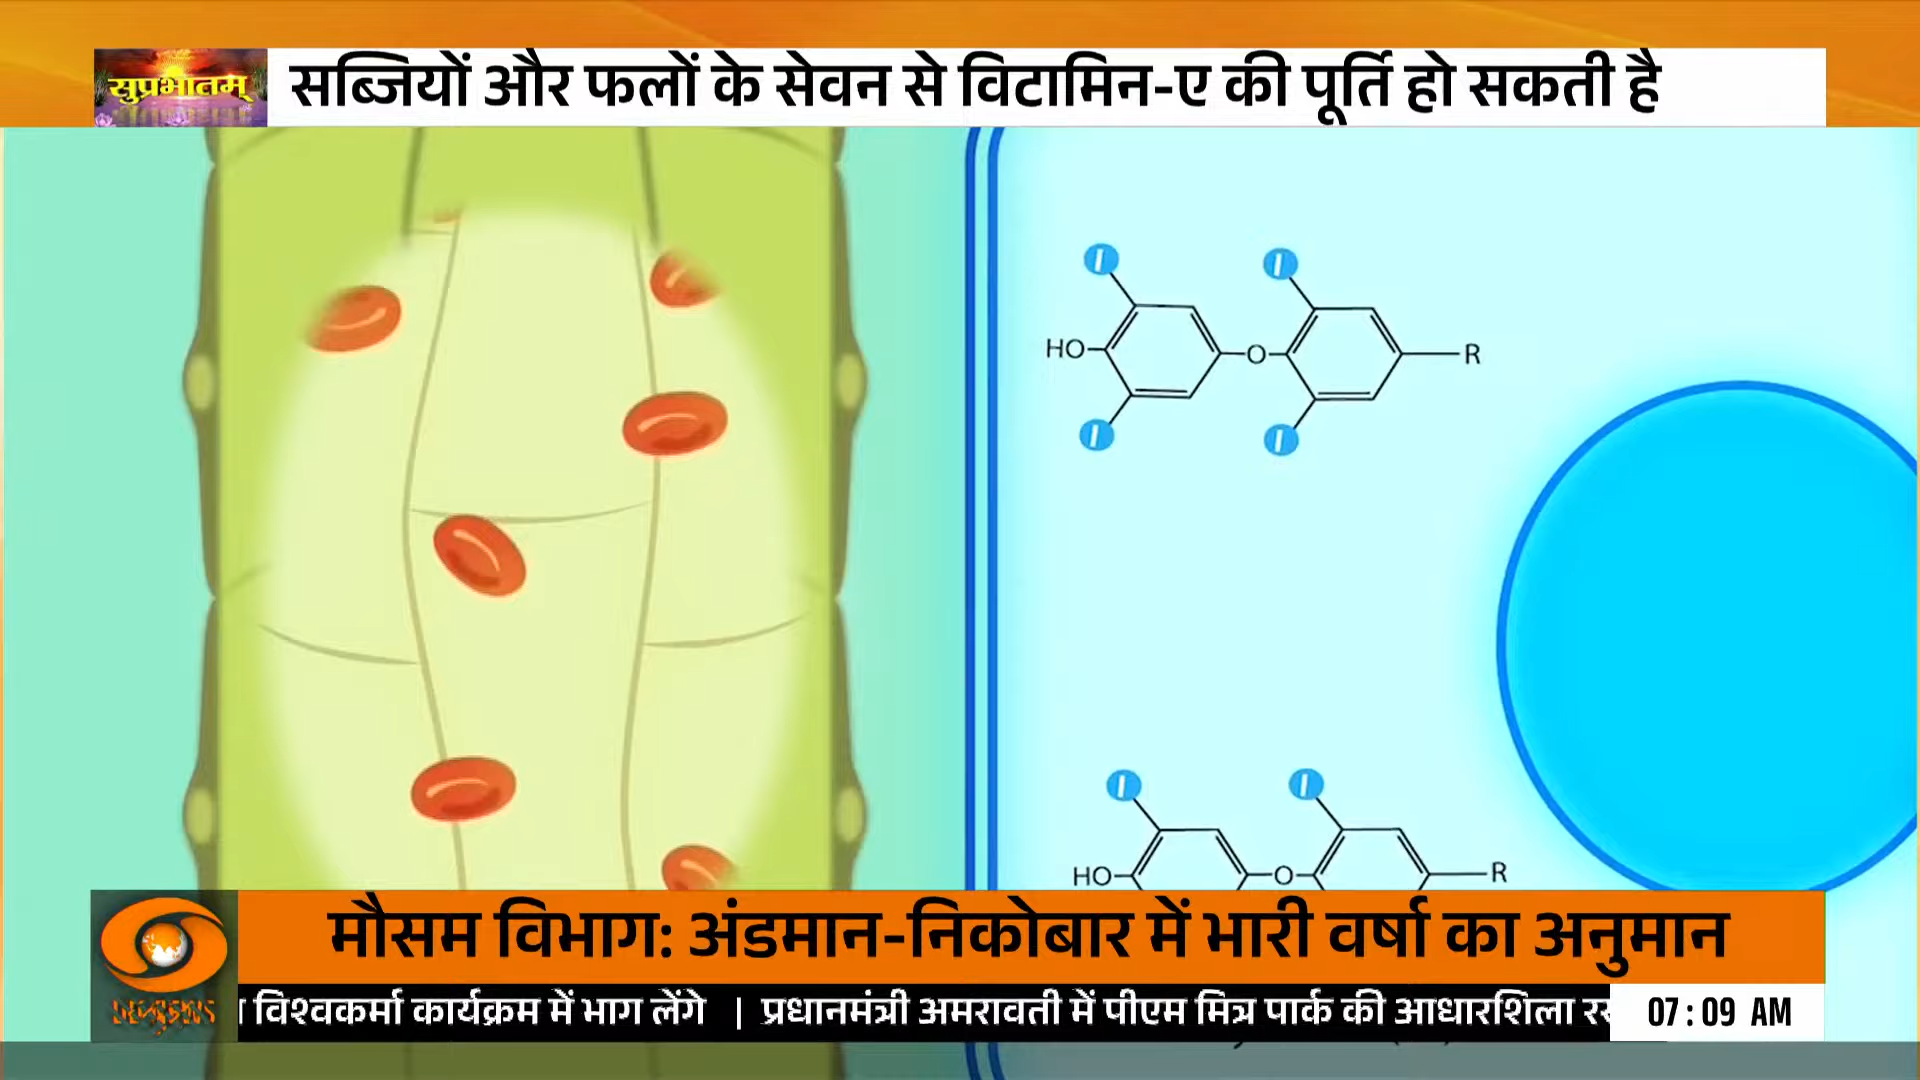 सुप्रभातम्
सब्जियों और फलों के सेवन से विटामिन-ए की पूर्ति हो सकती है
I I
HO O R
I I
I I
HO O R
मौसम विभाग: अंडमान-निकोबार में भारी वर्षा का अनुमान
विश्वकर्मा कार्यक्रम में भाग लेंगे | प्रधानमंत्री अमरावती में पीएम मित्र पार्क की आधारशिला
07:09 AM